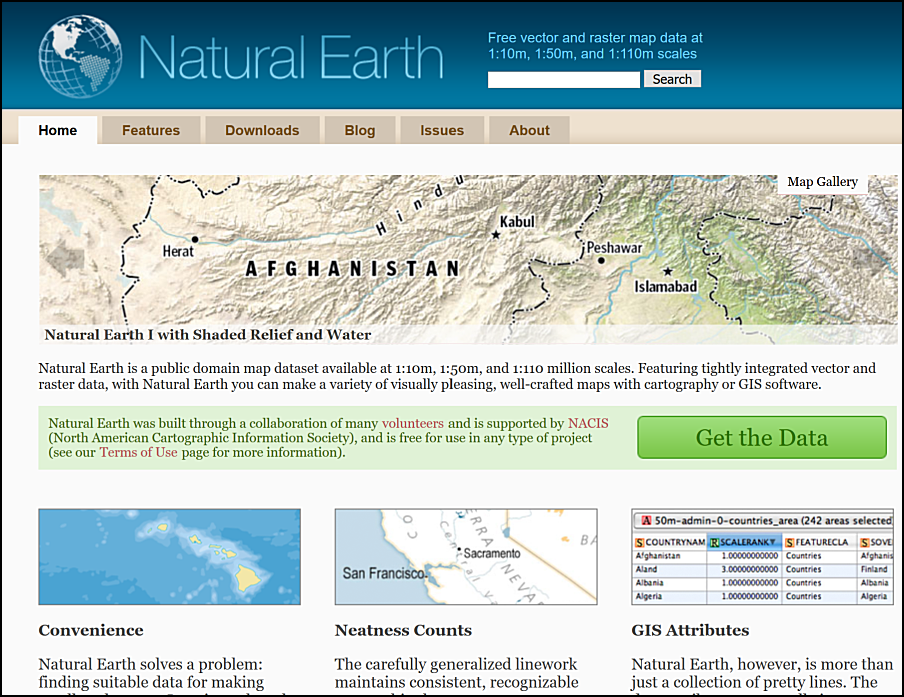 Natural Earth
Free vector and raster map data at
1:10m, 1:50m, and 1:110m scales
Search
Home
Features
Downloads
Blog
Issues
About
Map Gallery
Hindu
Kabul
Herat
Peshawar
AFGHANISTAN
Islamabad
Natural Earth I with Shaded Relief and Water
Natural Earth is a public domain map dataset available at 1:10m, 1:50m, and 1:110 million scales. Featuring tightly integrated vector and
raster data, with Natural Earth you can make a variety of visually pleasing, well-crafted maps with cartography or GIS software.
Natural Earth was built through a collaboration of many volunteers and is supported by NACIS
(North American Cartographic Information Society), and is free for use in any type of project
(see our Terms of Use page for more information).
Get the Data
Sacramento
San Francisco
A 50m-admin-0-countries_area (242 areas selected
S COUNTRYNAM R SCALERANK S FEATURECLA S SOVE
Afghanistan 1.00000000000 Countries Afghanis
Aland 3.00000000000 Countries Finland
Albania 1.00000000000 Countries Albania
Algeria 1.00000000000 Countries Algeria
Convenience
Natural Earth solves a problem:
finding suitable data for making
Neatness Counts
The carefully generalized linework
maintains consistent, recognizable
GIS Attributes
Natural Earth, however, is more than
just a collection of pretty lines. The